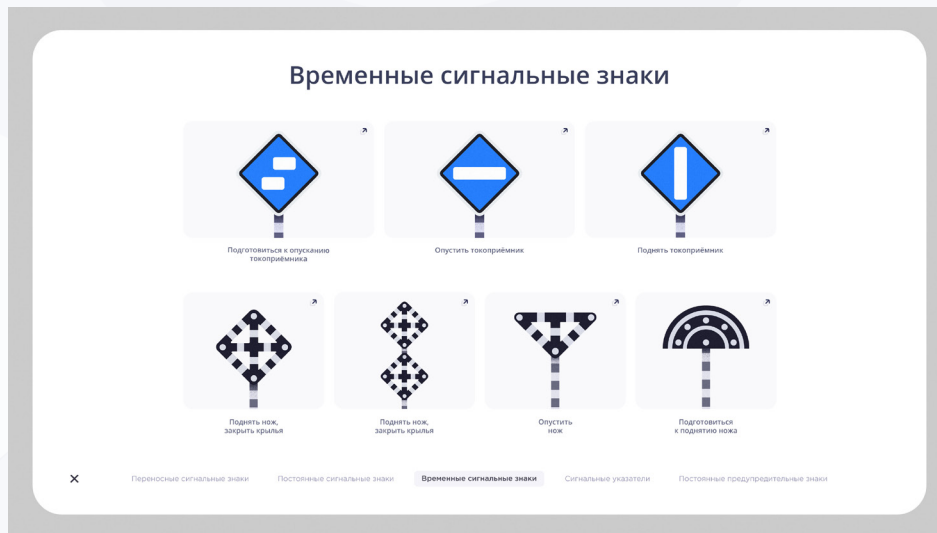 Временные сигнальные знаки
Подготовиться к опусканию
токоприёмника
Опустить токоприёмник
Поднять токоприёмник
Поднять нож,
закрыть крылья
Поднять нож,
закрыть крылья
Опустить
нож
Подготовиться
к поднятию ножа
Переносные сигнальные знаки
Постоянные сигнальные знаки
Временные сигнальные знаки
Сигнальные указатели
Постоянные предупредительные знаки